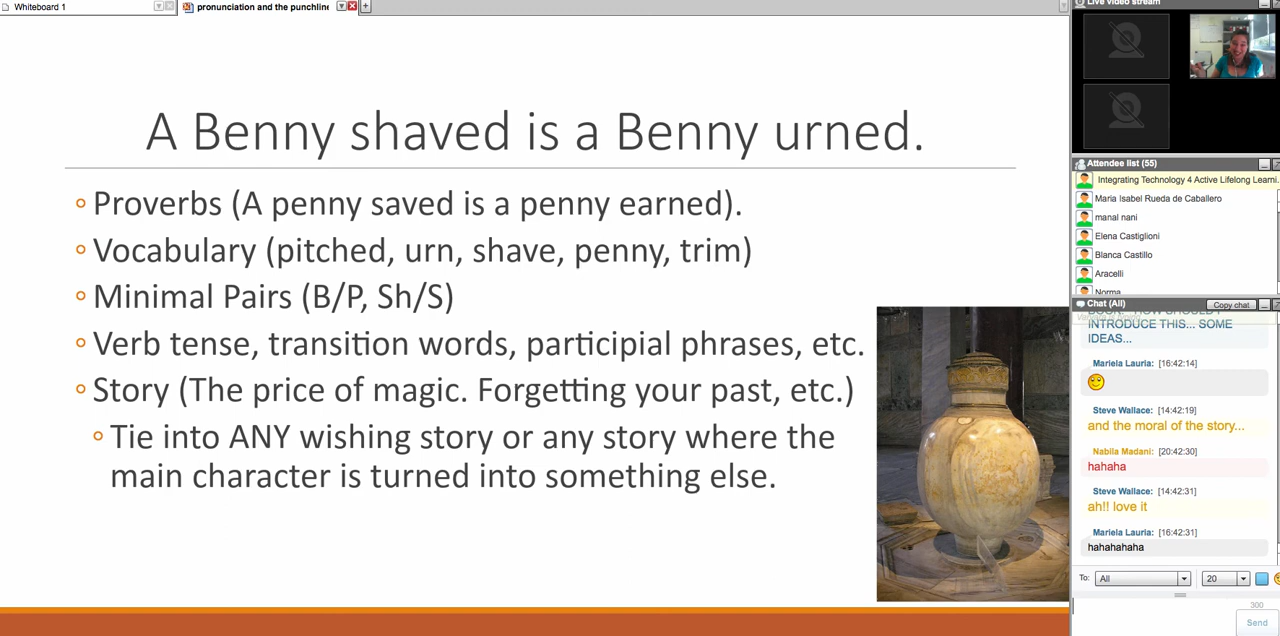 Whiteboard 1
pronunciation and the punchline
A Benny shaved is a Benny urned.
Proverbs (A penny saved is a penny earned).
Vocabulary (pitched, urn, shave, penny, trim)
Minimal Pairs (B/P, Sh/S)
Verb tense, transition words, participial phrases, etc.
Story (The price of magic. Forgetting your past, etc.)
Tie into ANY wishing story or any story where the
main character is turned into something else.
Live video stream
Attendee list (55)
Integrating Technology 4 Active Lifelong Learni.
Maria Isabel Rueda de Caballero
manal nani
Elena Castiglioni
Blanca Castillo
Aracelli
Norma
Chat (All)
Copy chat
INTRODUCE THIS... SOME
IDEAS...
Mariela Lauria: [16:42:14]
Steve Wallace: [14:42:19]
and the moral of the story...
Nabila Madani: [20:42:30]
hahaha
Steve Wallace: [14:42:31]
ah!! love it
Mariela Lauria: [16:42:31]
hahahahaha
To: All 20
300
Send